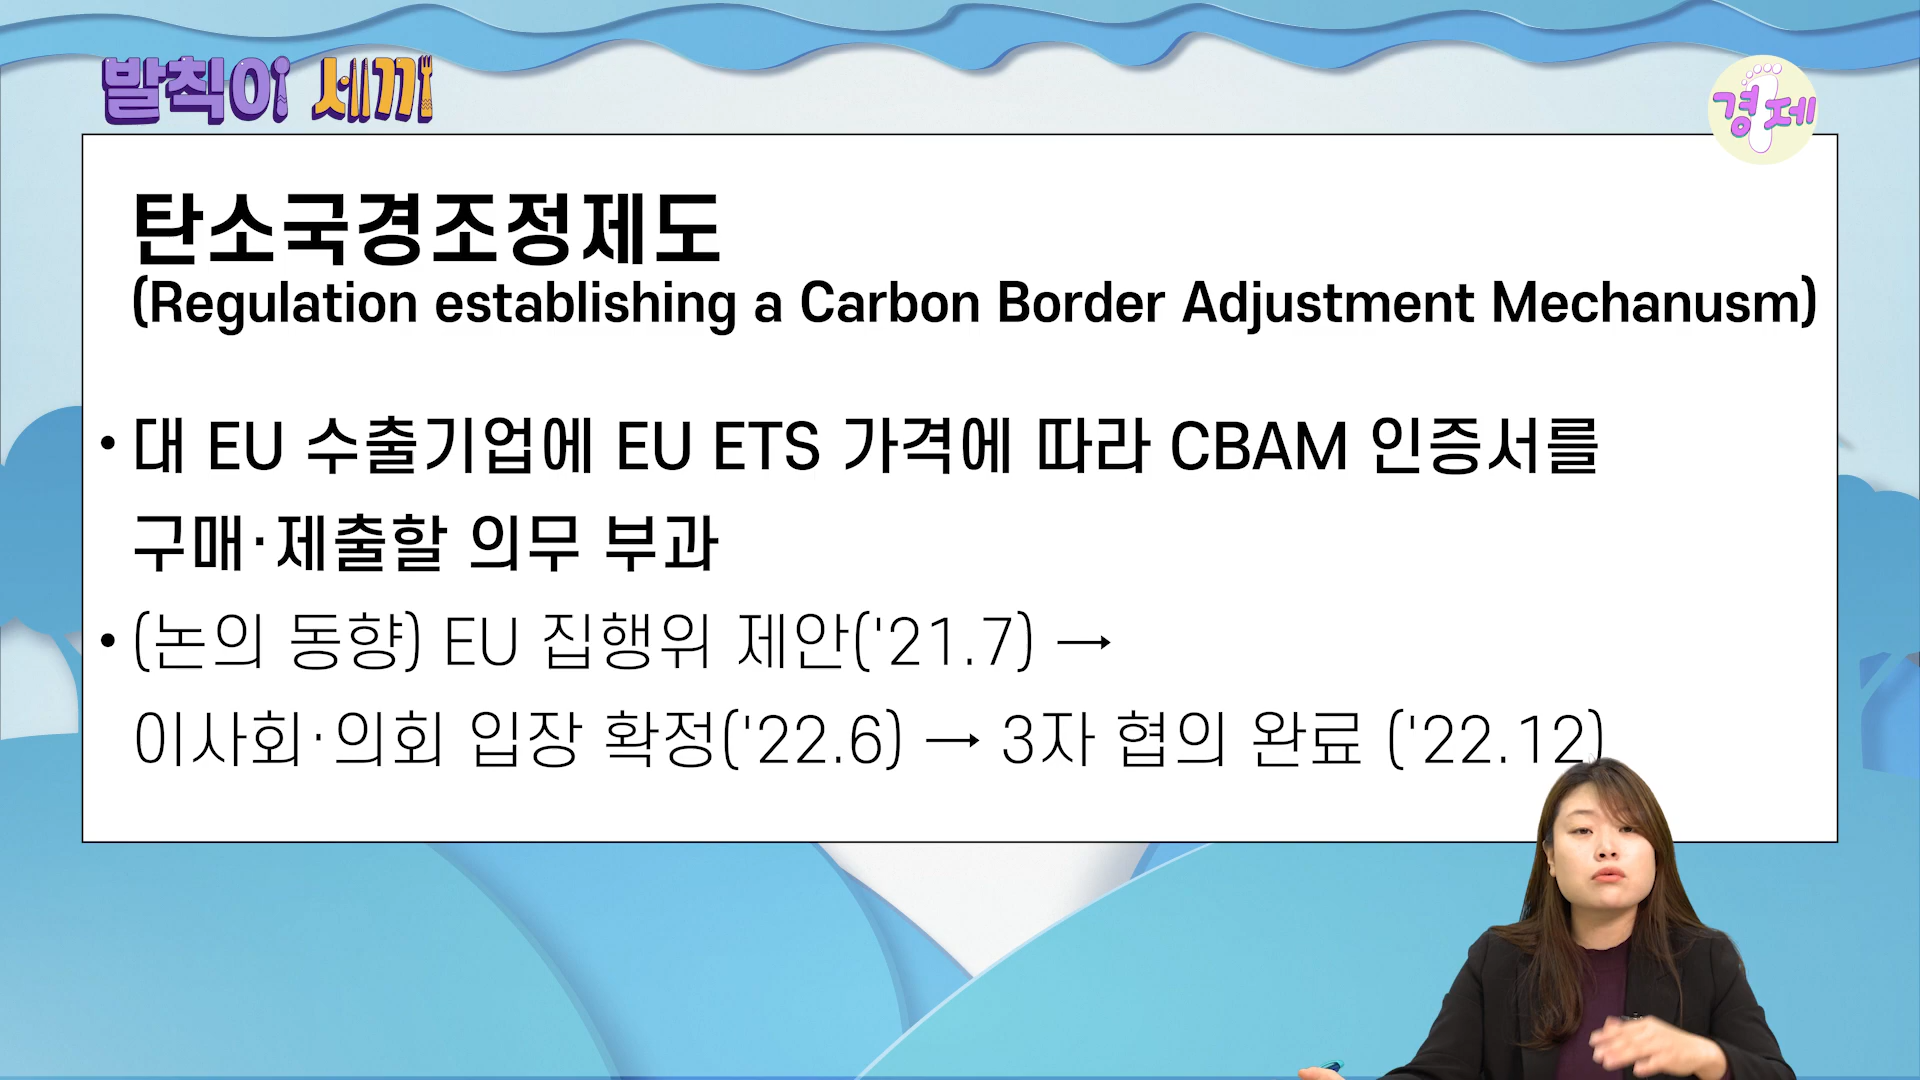 발칙이 세끼
경제
탄소국경조정제도
(Regulation establishing a Carbon Border Adjustment Mechanusm)
• 대 EU 수출기업에 EU ETS 가격에 따라 CBAM 인증서를
구매·제출할 의무 부과
• (논의 동향) EU 집행위 제안('21.7) →
이사회·의회 입장 확정('22.6) → 3자 협의 완료 ('22.12)